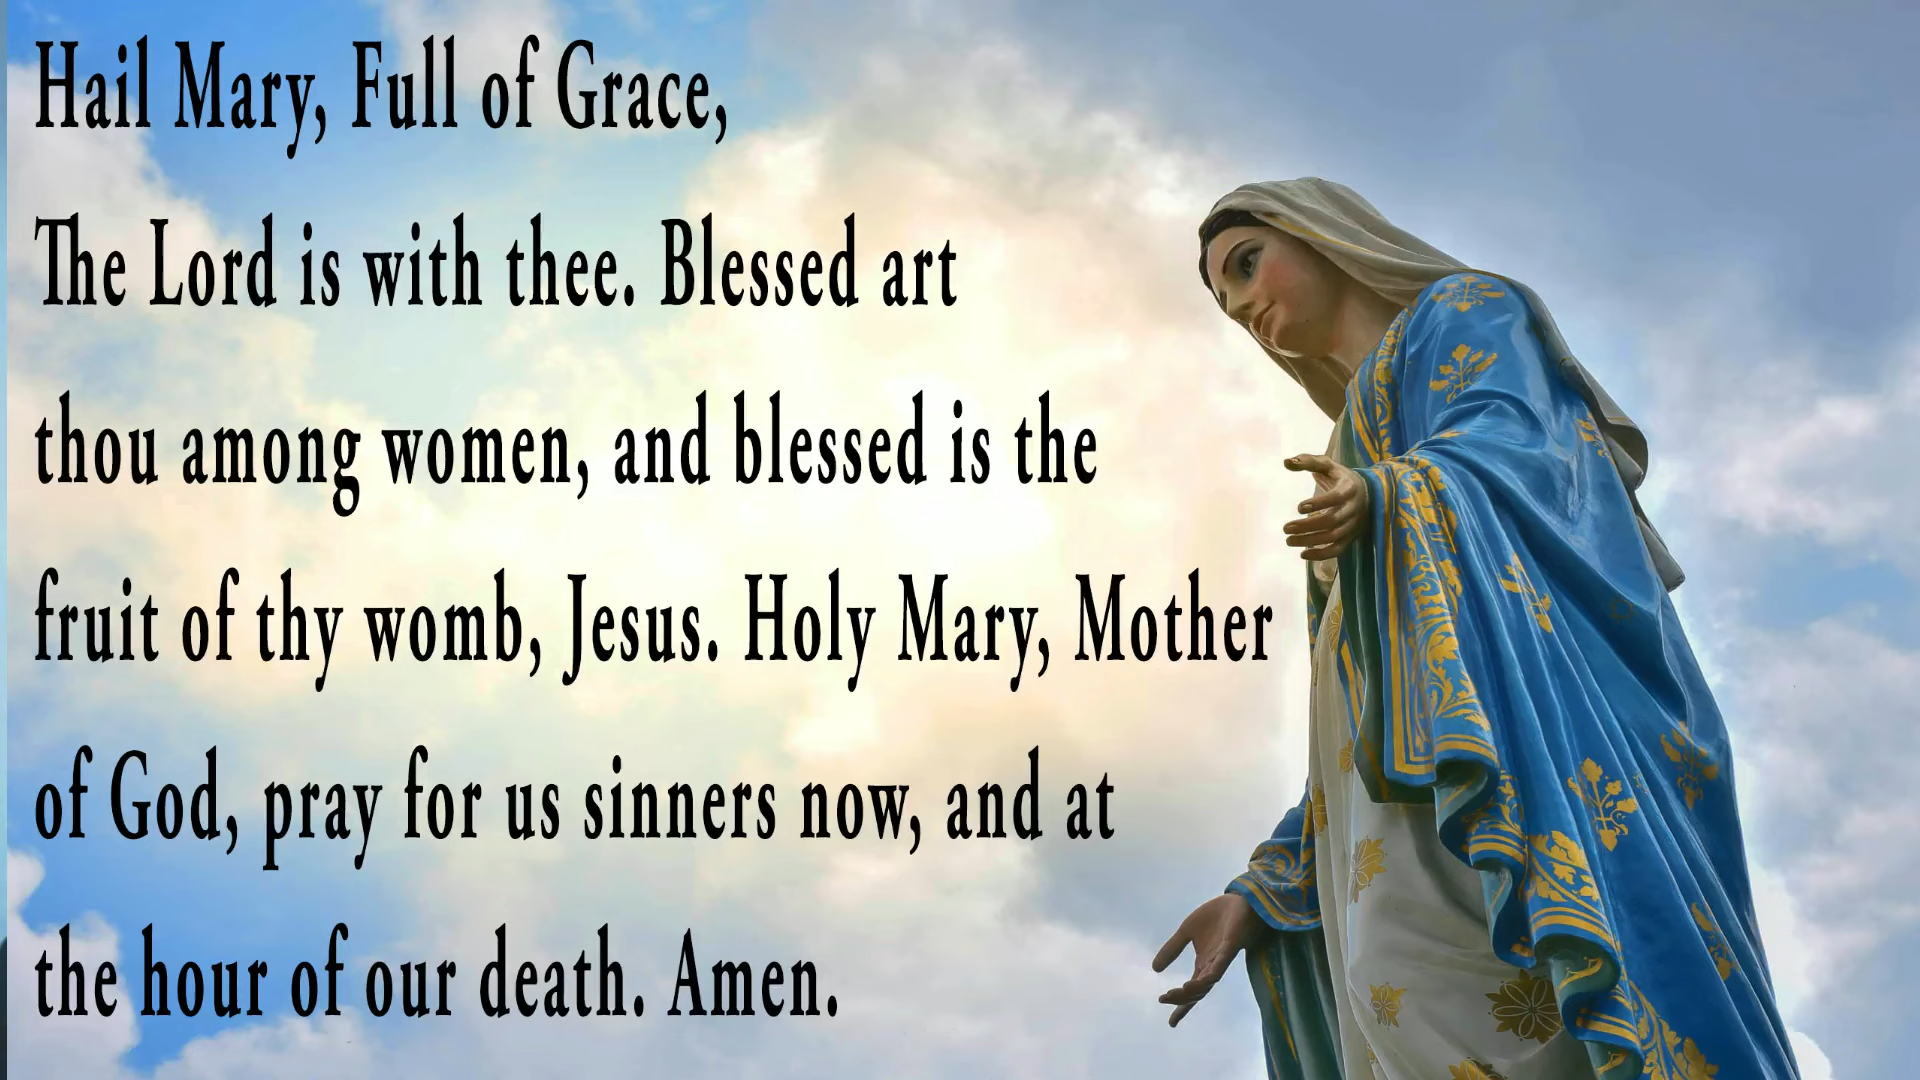 Hail Mary, Full of Grace,
The Lord is with thee. Blessed art
thou among women, and blessed is the
fruit of thy womb, Jesus. Holy Mary, Mother
of God, pray for us sinners now, and at
the hour of our death. Amen.